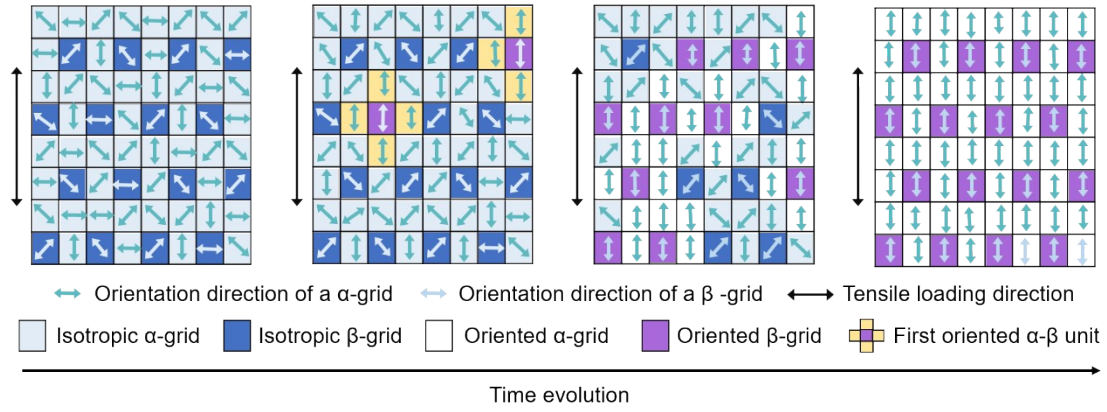 Orientation direction of a α-grid Orientation direction of a β -grid Tensile loading direction
Isotropic α-grid Isotropic β-grid Oriented α-grid Oriented β-grid First oriented α-β unit
Time evolution